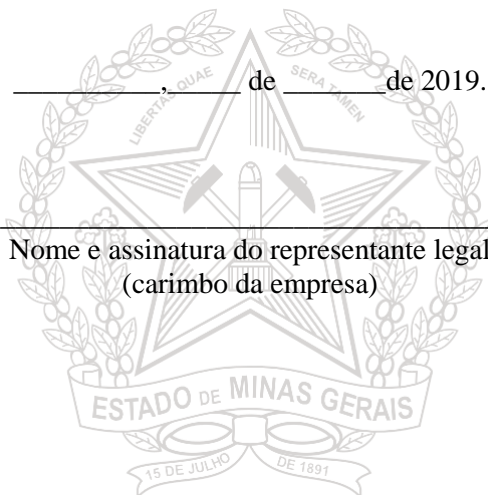 LIBERTAS QUAE SERA TAMEN
__________,_____ de _______de 2019.
Nome e assinatura do representante legal
(carimbo da empresa)
ESTADO DE MINAS GERAIS
15 DE JULHO DE 1891